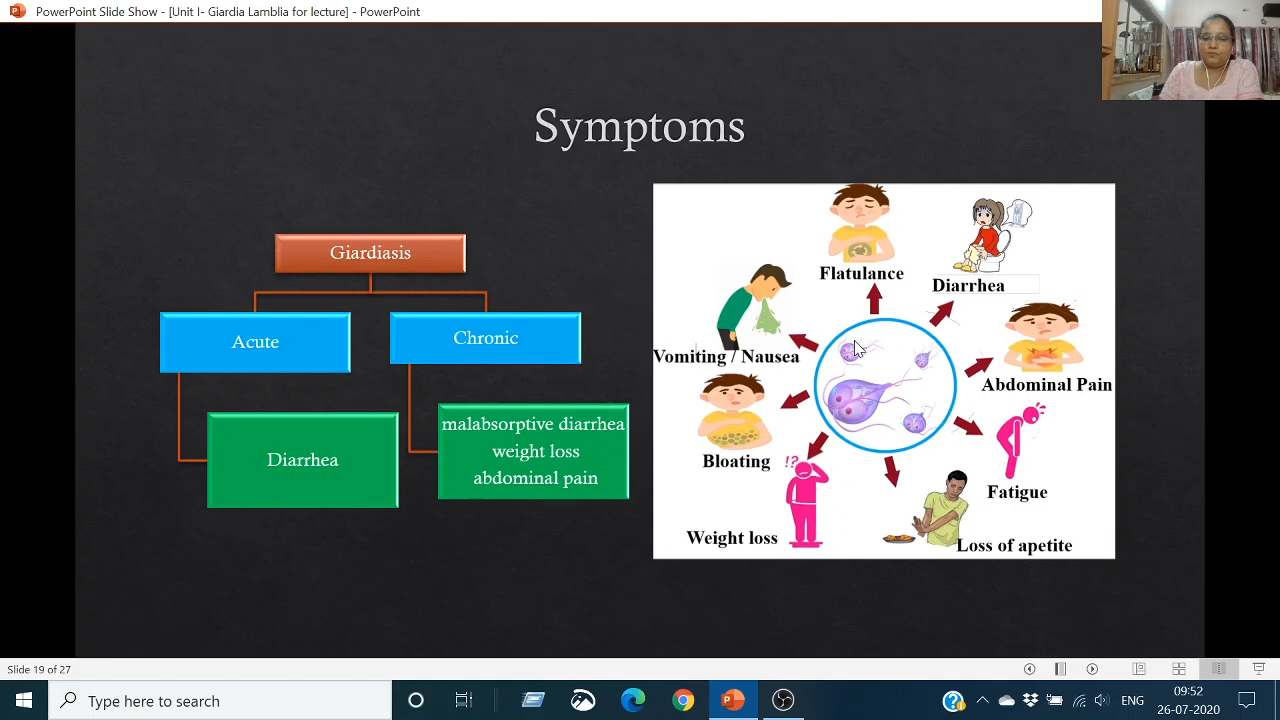 PowerPoint Slide Show - [Unit I- Giardia Lamblia for lecture] - PowerPoint
Symptoms
Giardiasis
Acute
Chronic
Diarrhea
malabsorptive diarrhea
weight loss
abdominal pain
Flatulance
Diarrhea
Vomiting / Nausea
Abdominal Pain
Bloating
!?
Fatigue
Weight loss
Loss of apetite
Slide 19 of 27
Type here to search
ENG
09:52
26-07-2020